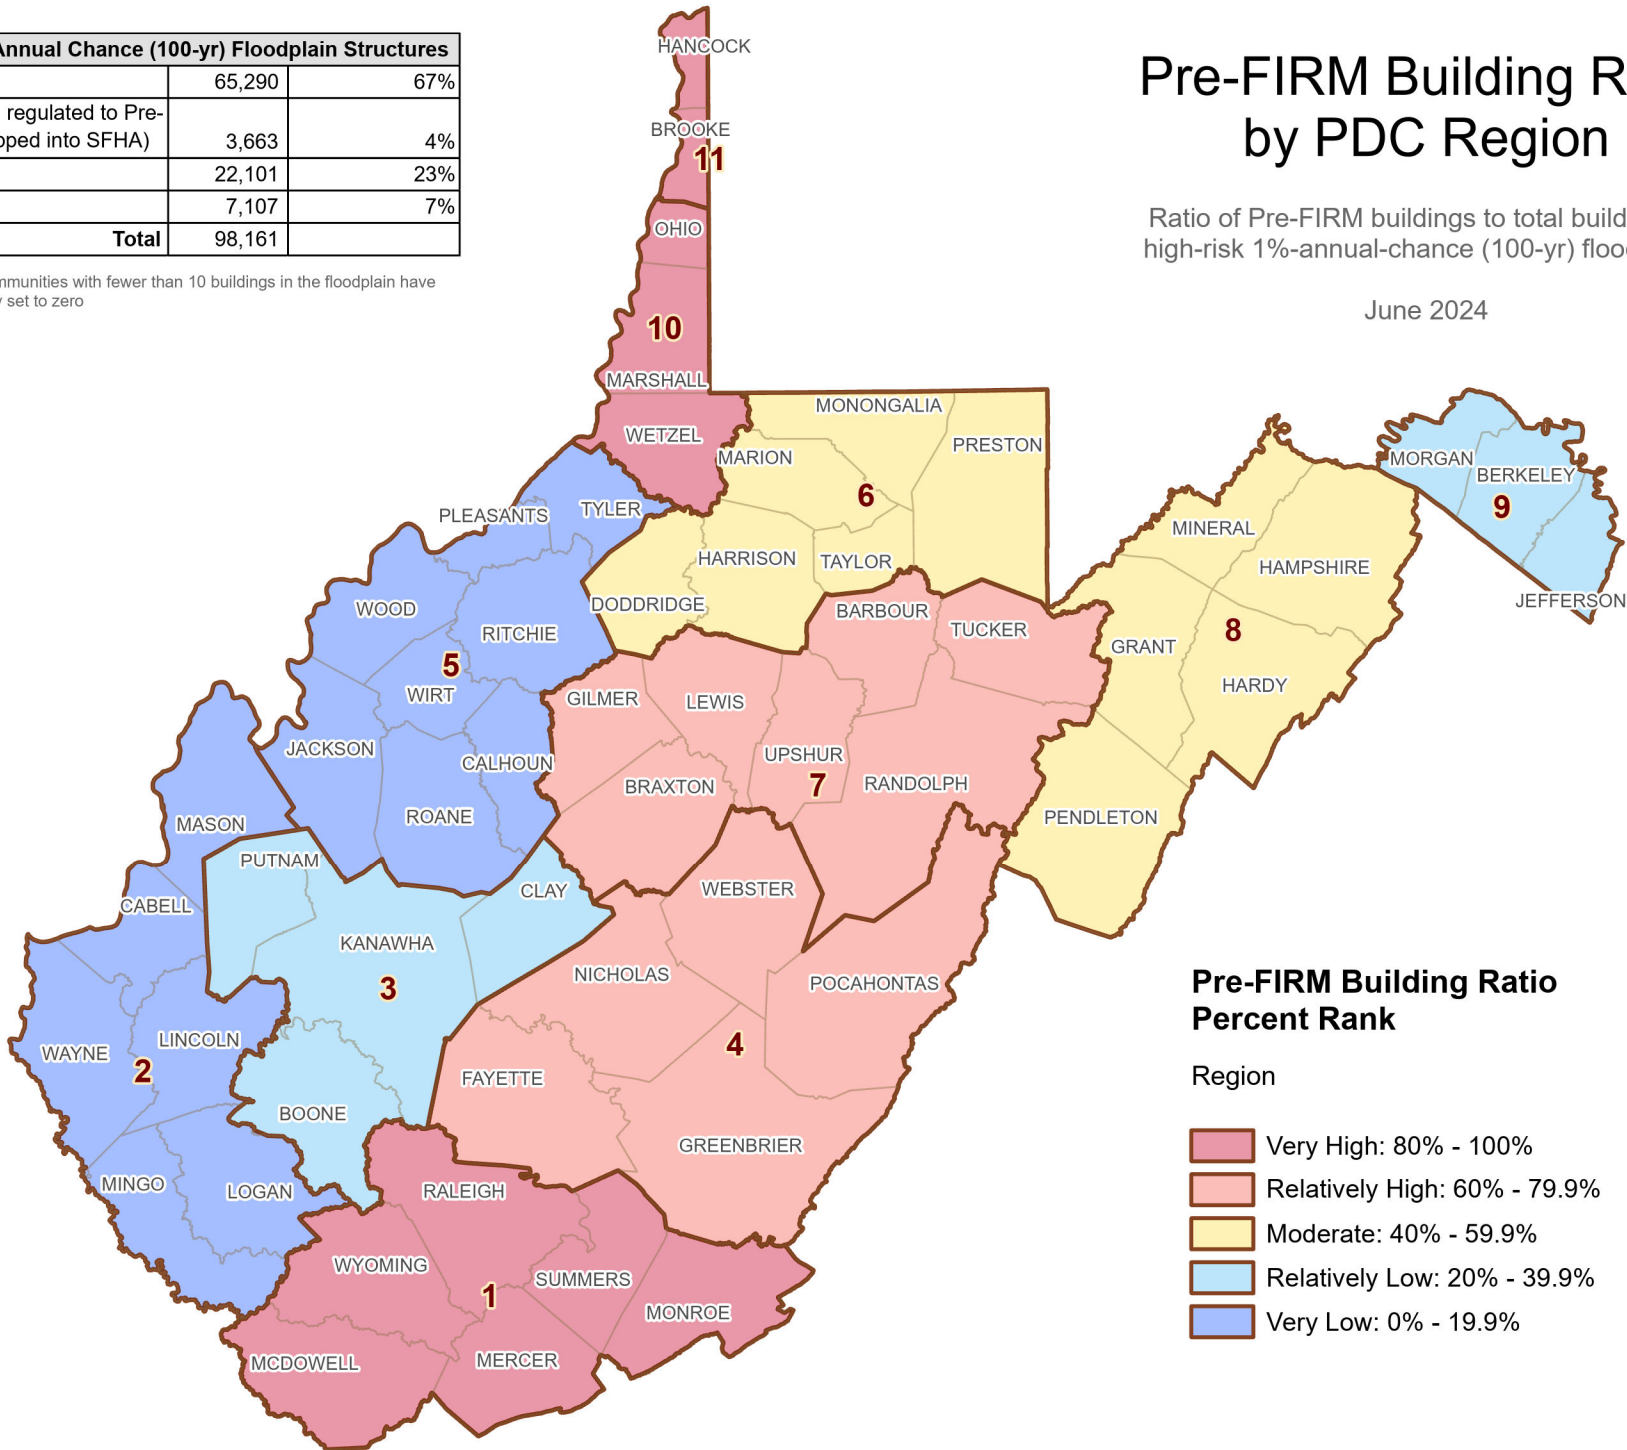 Annual Chance (100-yr) Floodplain Structures
65,290 67%
regulated to Pre-
pped into SFHA) 3,663 4%
22,101 23%
7,107 7%
Total 98,161
mmunities with fewer than 10 buildings in the floodplain have
set to zero
Pre-FIRM Building R
by PDC Region
Ratio of Pre-FIRM buildings to total build
high-risk 1%-annual-chance (100-yr) floo
June 2024
HANCOCK
BROOKE
11
OHIO
10
MARSHALL
WETZEL
MONONGALIA
MARION
PRESTON
6
HARRISON
TAYLOR
DODDRIDGE
MORGAN
BERKELEY
9
JEFFERSON
MINERAL
HAMPSHIRE
8
GRANT
HARDY
PENDLETON
PLEASANTS
TYLER
WOOD
RITCHIE
5
WIRT
JACKSON
CALHOUN
ROANE
BARBOUR
TUCKER
GILMER
LEWIS
UPSHUR
7
BRAXTON
RANDOLPH
MASON
PUTNAM
CABELL
CLAY
KANAWHA
3
BOONE
WEBSTER
NICHOLAS
POCAHONTAS
4
FAYETTE
GREENBRIER
WAYNE
LINCOLN
2
MINGO
LOGAN
RALEIGH
WYOMING
SUMMERS
1
MONROE
MCDOWELL
MERCER
Pre-FIRM Building Ratio
Percent Rank
Region
Very High: 80% - 100%
Relatively High: 60% - 79.9%
Moderate: 40% - 59.9%
Relatively Low: 20% - 39.9%
Very Low: 0% - 19.9%